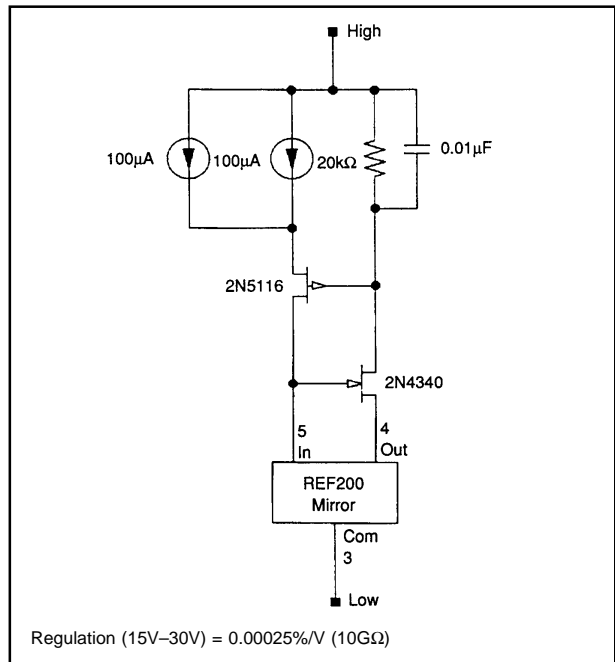 High
100μA
100μA
20kΩ
0.01μF
2N5116
2N4340
5
4
In
Out
REF200
Mirror
Com
3
Low
Regulation (15V–30V) = 0.00025%/V (10GΩ)